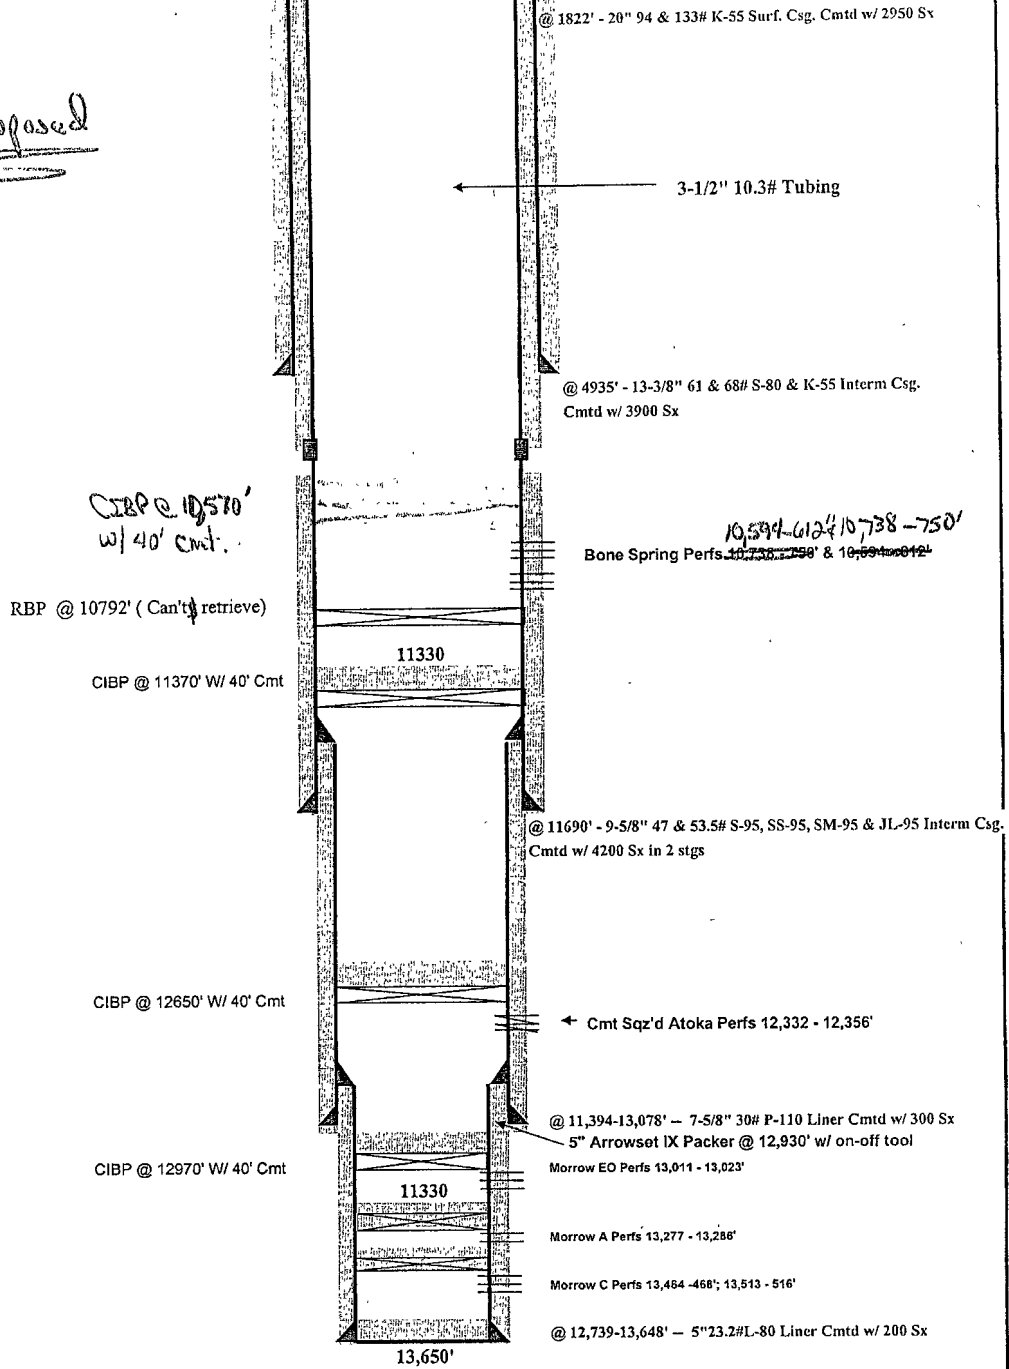 @ 1822' - 20" 94 & 133# K-55 Surf. Csg. Cmtd w/ 2950 Sx
3-1/2" 10.3# Tubing
@ 4935' - 13-3/8" 61 & 68# S-80 & K-55 Interm Csg.
Cmtd w/ 3900 Sx
CIBP @ 10,570'
w/ 40' cmt.
10,594-612' & 10,738-750'
Bone Spring Perfs 10,738 - 750' & 10,594 - 612'
RBP @ 10792' ( Can't retrieve)
11330
CIBP @ 11370' W/ 40' Cmt
@ 11690' - 9-5/8" 47 & 53.5# S-95, SS-95, SM-95 & JL-95 Interm Csg.
Cmtd w/ 4200 Sx in 2 stgs
CIBP @ 12650' W/ 40' Cmt
Cmt Sqz'd Atoka Perfs 12,332 - 12,356'
@ 11,394-13,078' -- 7-5/8" 30# P-110 Liner Cmtd w/ 300 Sx
5" Arrowset IX Packer @ 12,930' w/ on-off tool
CIBP @ 12970' W/ 40' Cmt
Morrow EO Perfs 13,011 - 13,023'
11330
Morrow A Perfs 13,277 - 13,286'
Morrow C Perfs 13,484 -468'; 13,513 - 516'
@ 12,739-13,648' -- 5"23.2#L-80 Liner Cmtd w/ 200 Sx
13,650'